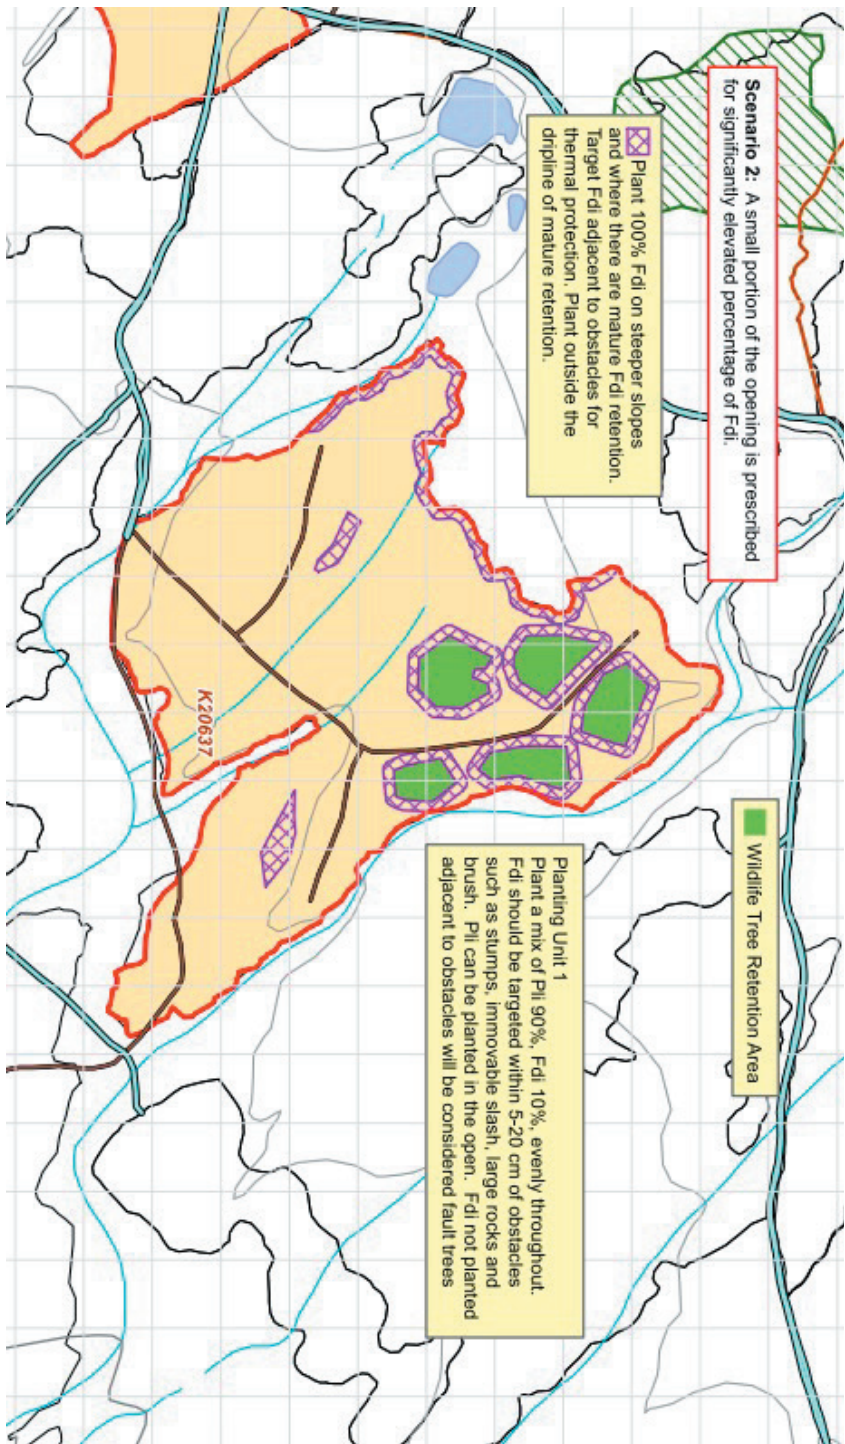 Scenario 2: A small portion of the opening is prescribed
for significantly elevated percentage of Fdi.
Plant 100% Fdi on steeper slopes
and where there are mature Fdi retention.
Target Fdi adjacent to obstacles for
thermal protection. Plant outside the
dripline of mature retention.
Wildlife Tree Retention Area
Planting Unit 1
Plant a mix of Pli 90%, Fdi 10%, evenly throughout.
Fdi should be targeted within 5-20 cm of obstacles
such as stumps, immovable slash, large rocks and
brush. Pli can be planted in the open. Fdi not planted
adjacent to obstacles will be considered fault trees
K20637